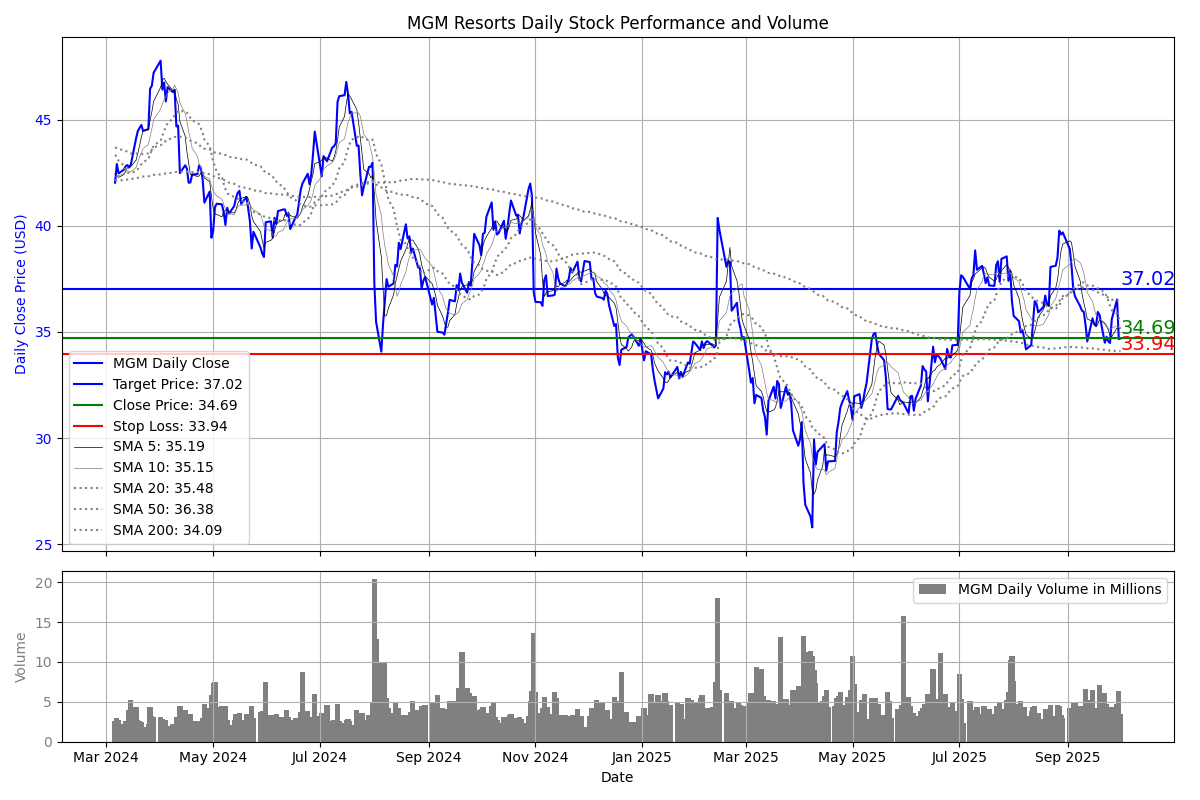 MGM Resorts Daily Stock Performance and Volume
Daily Close Price (USD)
45
40
35
30
25
37.02
34.69
33.94
MGM Daily Close
Target Price: 37.02
Close Price: 34.69
Stop Loss: 33.94
SMA 5: 35.19
SMA 10: 35.15
SMA 20: 35.48
SMA 50: 36.38
SMA 200: 34.09
Volume
20
15
10
5
0
MGM Daily Volume in Millions
Mar 2024 May 2024 Jul 2024 Sep 2024 Nov 2024 Jan 2025 Mar 2025 May 2025 Jul 2025 Sep 2025
Date